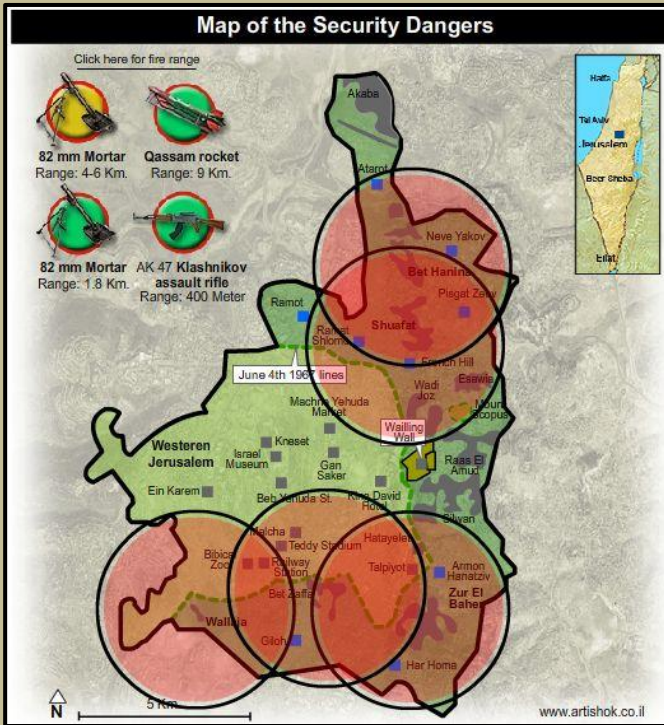 Map of the Security Dangers
Click here for fire range
82 mm Mortar
Range: 4-6 Km.
Qassam rocket
Range: 9 Km.
82 mm Mortar
Range: 1.8 Km.
AK 47 Klashnikov
assault rifle
Range: 400 Meter
Haifa
Tel Aviv
Jerusalem
Beer Sheba
Eilat
Akaba
Atarot
Neve Yakov
Bet Hanina
Pisgat Zeev
Ramot
Shuafat
Ramat
Shlomo
French Hill
June 4th 1967 lines
Esawia
Wadi
Joz
Mount
Scopus
Machne Yehuda
Market
Wailling
Wall
Westeren
Jerusalem
Kneset
Israel
Museum
Gan
Saker
Raas El
Amud
Ein Karem
Beh Yehuda St.
King David
Hotel
Silwan
Malcha
Teddy Stadium
Hatayelet
Bibical
Zoo
Railway
Station
Talpiyot
Armon
Hanatziv
Bet Zaffa
Zur El
Baher
Wallaja
Giloh
Har Homa
N
5 Km
www.artishok.co.il